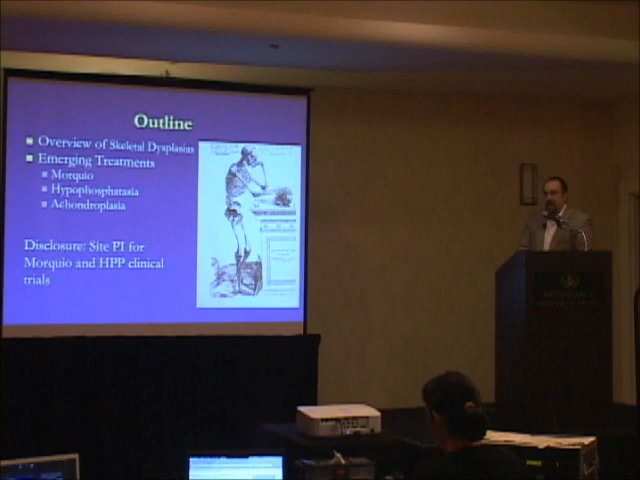 Outline
Overview of Skeletal Dysplasias
Emerging Treatments
Morquio
Hypophosphatasia
Achondroplasia
Disclosure: Site PI for
Morquio and HPP clinical
trials
RENAISSANCE